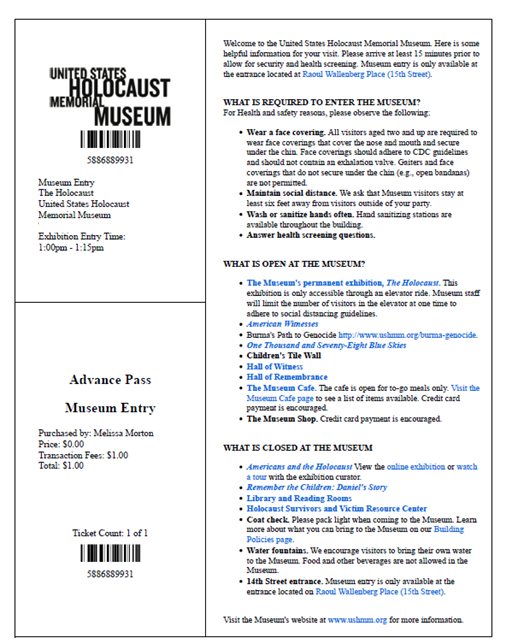 UNITED STATES
HOLOCAUST
MEMORIAL
MUSEUM
5886889931
Museum Entry
The Holocaust
United States Holocaust
Memorial Museum
Exhibition Entry Time:
1:00pm - 1:15pm
Advance Pass
Museum Entry
Purchased by: Melissa Morton
Price: $0.00
Transaction Fees: $1.00
Total: $1.00
Ticket Count: 1 of 1
5886889931
Welcome to the United States Holocaust Memorial Museum. Here is some
helpful information for your visit. Please arrive at least 15 minutes prior to
allow for security and health screening. Museum entry is only available at
the entrance located at Raoul Wallenberg Place (15th Street).
WHAT IS REQUIRED TO ENTER THE MUSEUM?
For Health and safety reasons, please observe the following:
• Wear a face covering. All visitors aged two and up are required to
wear face coverings that cover the nose and mouth and secure
under the chin. Face coverings should adhere to CDC guidelines
and should not contain an exhalation valve. Gaiters and face
coverings that do not secure under the chin (e.g., open bandanas)
are not permitted.
• Maintain social distance. We ask that Museum visitors stay at
least six feet away from visitors outside of your party.
• Wash or sanitize hands often. Hand sanitizing stations are
available throughout the building.
• Answer health screening questions.
WHAT IS OPEN AT THE MUSEUM?
• The Museum's permanent exhibition, The Holocaust. This
exhibition is only accessible through an elevator ride. Museum staff
will limit the number of visitors in the elevator at one time to
adhere to social distancing guidelines.
• American Witnesses
• Burma's Path to Genocide http://www.ushmm.org/burma-genocide.
• One Thousand and Seventy-Eight Blue Skies
• Children's Tile Wall
• Hall of Witness
• Hall of Remembrance
• The Museum Cafe. The cafe is open for to-go meals only. Visit the
Museum Cafe page to see a list of items available. Credit card
payment is encouraged.
• The Museum Shop. Credit card payment is encouraged.
WHAT IS CLOSED AT THE MUSEUM
• Americans and the Holocaust View the online exhibition or watch
a tour with the exhibition curator.
• Remember the Children: Daniel's Story
• Library and Reading Rooms
• Holocaust Survivors and Victim Resource Center
• Coat check. Please pack light when coming to the Museum. Learn
more about what you can bring to the Museum on our Building
Policies page.
• Water fountains. We encourage visitors to bring their own water
to the Museum. Food and other beverages are not allowed in the
Museum.
• 14th Street entrance. Museum entry is only available at the
entrance located on Raoul Wallenberg Place (15th Street).
Visit the Museum's website at www.ushmm.org for more information.